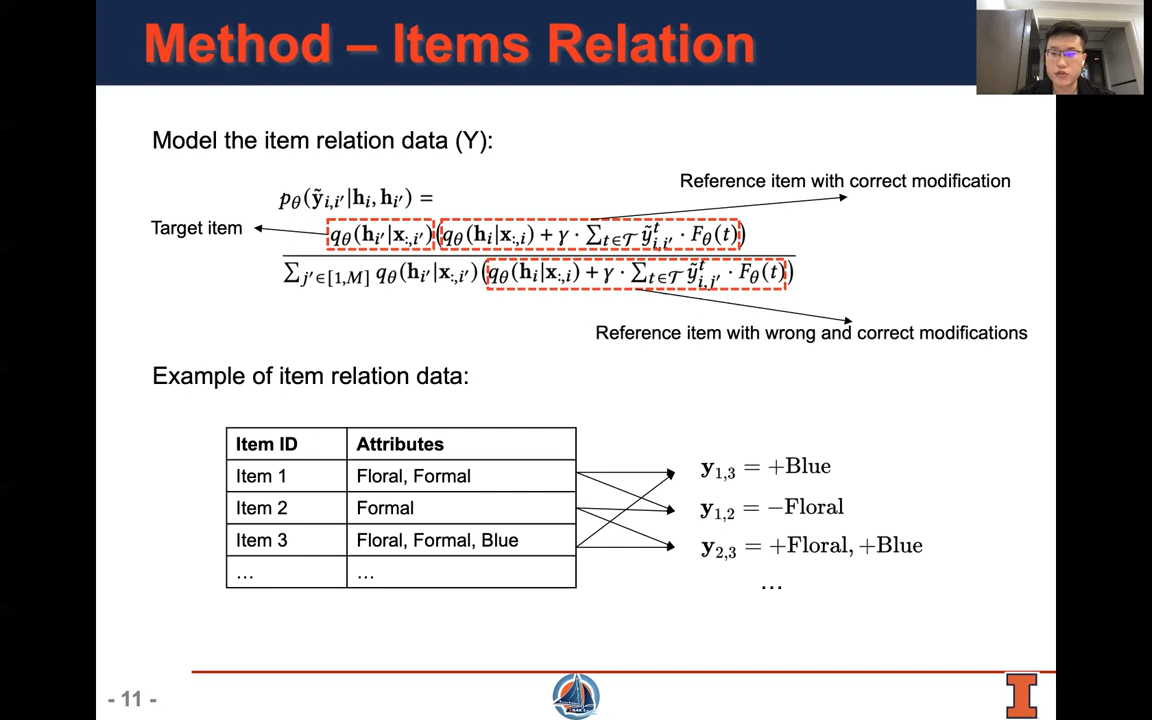 Method – Items Relation
Model the item relation data (Y):
Reference item with correct modification
p_θ(ỹ_{i,i'}|h_i, h_{i'}) =
Target item
q_θ(h_{i'}|x_{:,i'})(q_θ(h_i|x_{:,i}) + γ · ∑_{t∈𝒯} ỹ^t_{i,i'} · F_θ(t))
∑_{j'∈[1,M]} q_θ(h_{i'}|x_{:,i'})(q_θ(h_i|x_{:,i}) + γ · ∑_{t∈𝒯} ỹ^t_{i,j'} · F_θ(t))
Reference item with wrong and correct modifications
Example of item relation data:
Item ID Attributes
Item 1 Floral, Formal
Item 2 Formal
Item 3 Floral, Formal, Blue
... ...
y_{1,3} = +Blue
y_{1,2} = −Floral
y_{2,3} = +Floral, +Blue
...
- 11 -